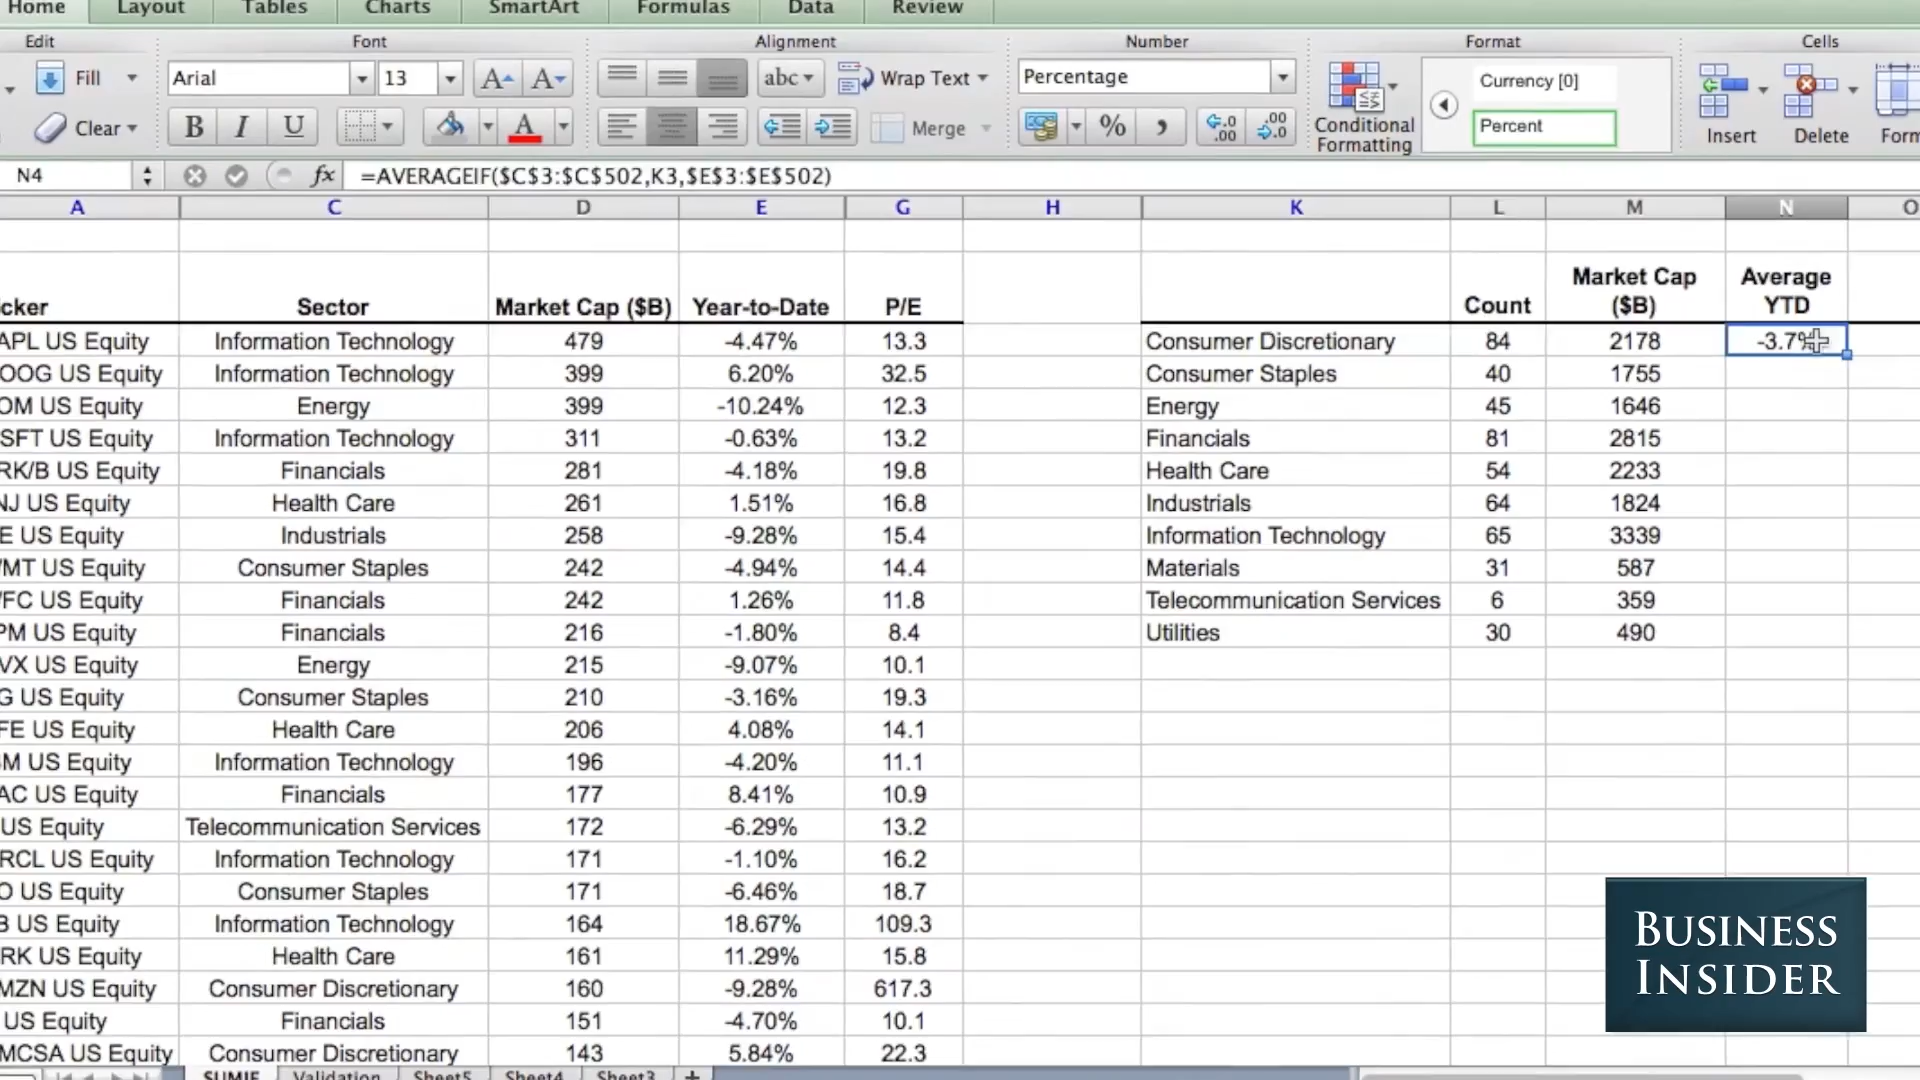 Home Layout Tables Charts SmartArt Formulas Data Review
Edit Font Alignment Number Format Cells
Fill Arial 13 A A abc Wrap Text Percentage Currency [0]
Clear B I U A Merge % Conditional Formatting Percent Insert Delete Form
N4 fx =AVERAGEIF($C$3:$C$502,K3,$E$3:$E$502)
A C D E G H K L M N O
Market Cap Average
cker Sector Market Cap ($B) Year-to-Date P/E Count ($B) YTD
APL US Equity Information Technology 479 -4.47% 13.3 Consumer Discretionary 84 2178 -3.7%
OOG US Equity Information Technology 399 6.20% 32.5 Consumer Staples 40 1755
OM US Equity Energy 399 -10.24% 12.3 Energy 45 1646
SFT US Equity Information Technology 311 -0.63% 13.2 Financials 81 2815
RK/B US Equity Financials 281 -4.18% 19.8 Health Care 54 2233
NJ US Equity Health Care 261 1.51% 16.8 Industrials 64 1824
E US Equity Industrials 258 -9.28% 15.4 Information Technology 65 3339
MT US Equity Consumer Staples 242 -4.94% 14.4 Materials 31 587
FC US Equity Financials 242 1.26% 11.8 Telecommunication Services 6 359
PM US Equity Financials 216 -1.80% 8.4 Utilities 30 490
VX US Equity Energy 215 -9.07% 10.1
G US Equity Consumer Staples 210 -3.16% 19.3
FE US Equity Health Care 206 4.08% 14.1
M US Equity Information Technology 196 -4.20% 11.1
AC US Equity Financials 177 8.41% 10.9
US Equity Telecommunication Services 172 -6.29% 13.2
RCL US Equity Information Technology 171 -1.10% 16.2
O US Equity Consumer Staples 171 -6.46% 18.7
B US Equity Information Technology 164 18.67% 109.3
RK US Equity Health Care 161 11.29% 15.8
MZN US Equity Consumer Discretionary 160 -9.28% 617.3
US Equity Financials 151 -4.70% 10.1
MCSA US Equity Consumer Discretionary 143 5.84% 22.3
SUMIF Validation Sheet5 Sheet4 Sheet3 +
BUSINESS
INSIDER